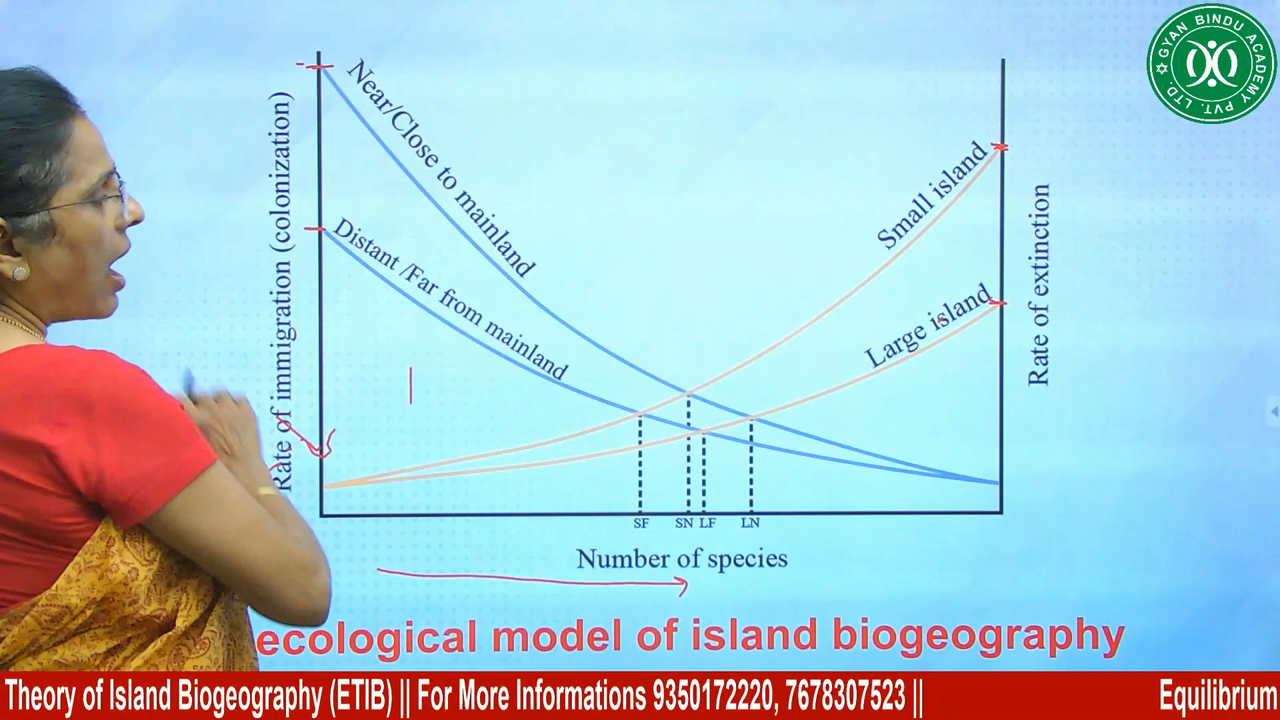 GYAN BINDU ACADEMY PVT. LTD.
Near/Close to mainland
Distant /Far from mainland
Small island
Large island
Rate of immigration (colonization)
Rate of extinction
SF SN LF LN
Number of species
ecological model of island biogeography
Theory of Island Biogeography (ETIB) || For More Informations 9350172220, 7678307523 || Equilibrium